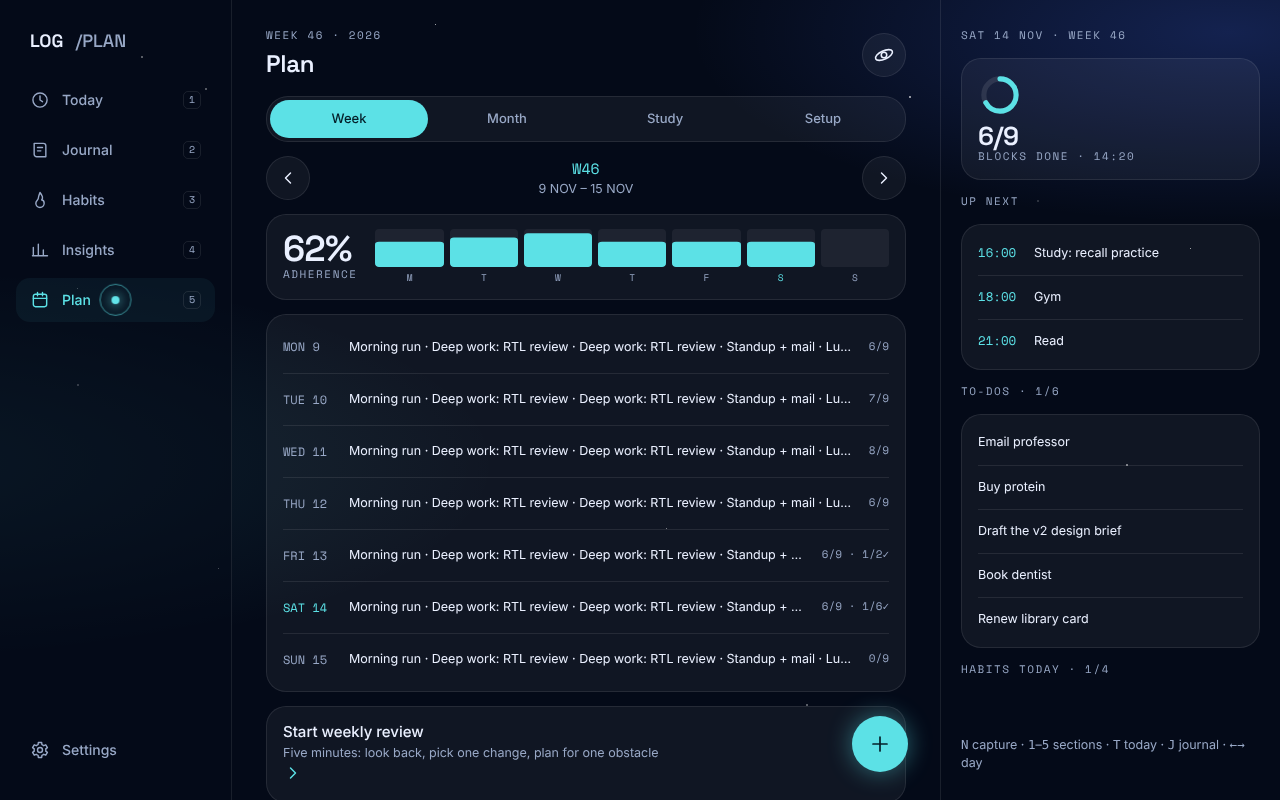 LOG /PLAN
Today 1
Journal 2
Habits 3
Insights 4
Plan 5
Settings
WEEK 46 · 2026
Plan
Week Month Study Setup
W46
9 NOV – 15 NOV
62%
ADHERENCE
M T W T F S S
MON 9 Morning run · Deep work: RTL review · Deep work: RTL review · Standup + mail · Lu... 6/9
TUE 10 Morning run · Deep work: RTL review · Deep work: RTL review · Standup + mail · Lu... 7/9
WED 11 Morning run · Deep work: RTL review · Deep work: RTL review · Standup + mail · Lu... 8/9
THU 12 Morning run · Deep work: RTL review · Deep work: RTL review · Standup + mail · Lu... 6/9
FRI 13 Morning run · Deep work: RTL review · Deep work: RTL review · Standup + ... 6/9 · 1/2✓
SAT 14 Morning run · Deep work: RTL review · Deep work: RTL review · Standup + ... 6/9 · 1/6✓
SUN 15 Morning run · Deep work: RTL review · Deep work: RTL review · Standup + mail · Lu... 0/9
Start weekly review
Five minutes: look back, pick one change, plan for one obstacle
SAT 14 NOV · WEEK 46
6/9
BLOCKS DONE · 14:20
UP NEXT
16:00 Study: recall practice
18:00 Gym
21:00 Read
TO-DOS · 1/6
Email professor
Buy protein
Draft the v2 design brief
Book dentist
Renew library card
HABITS TODAY · 1/4
N capture · 1–5 sections · T today · J journal · ←→
day